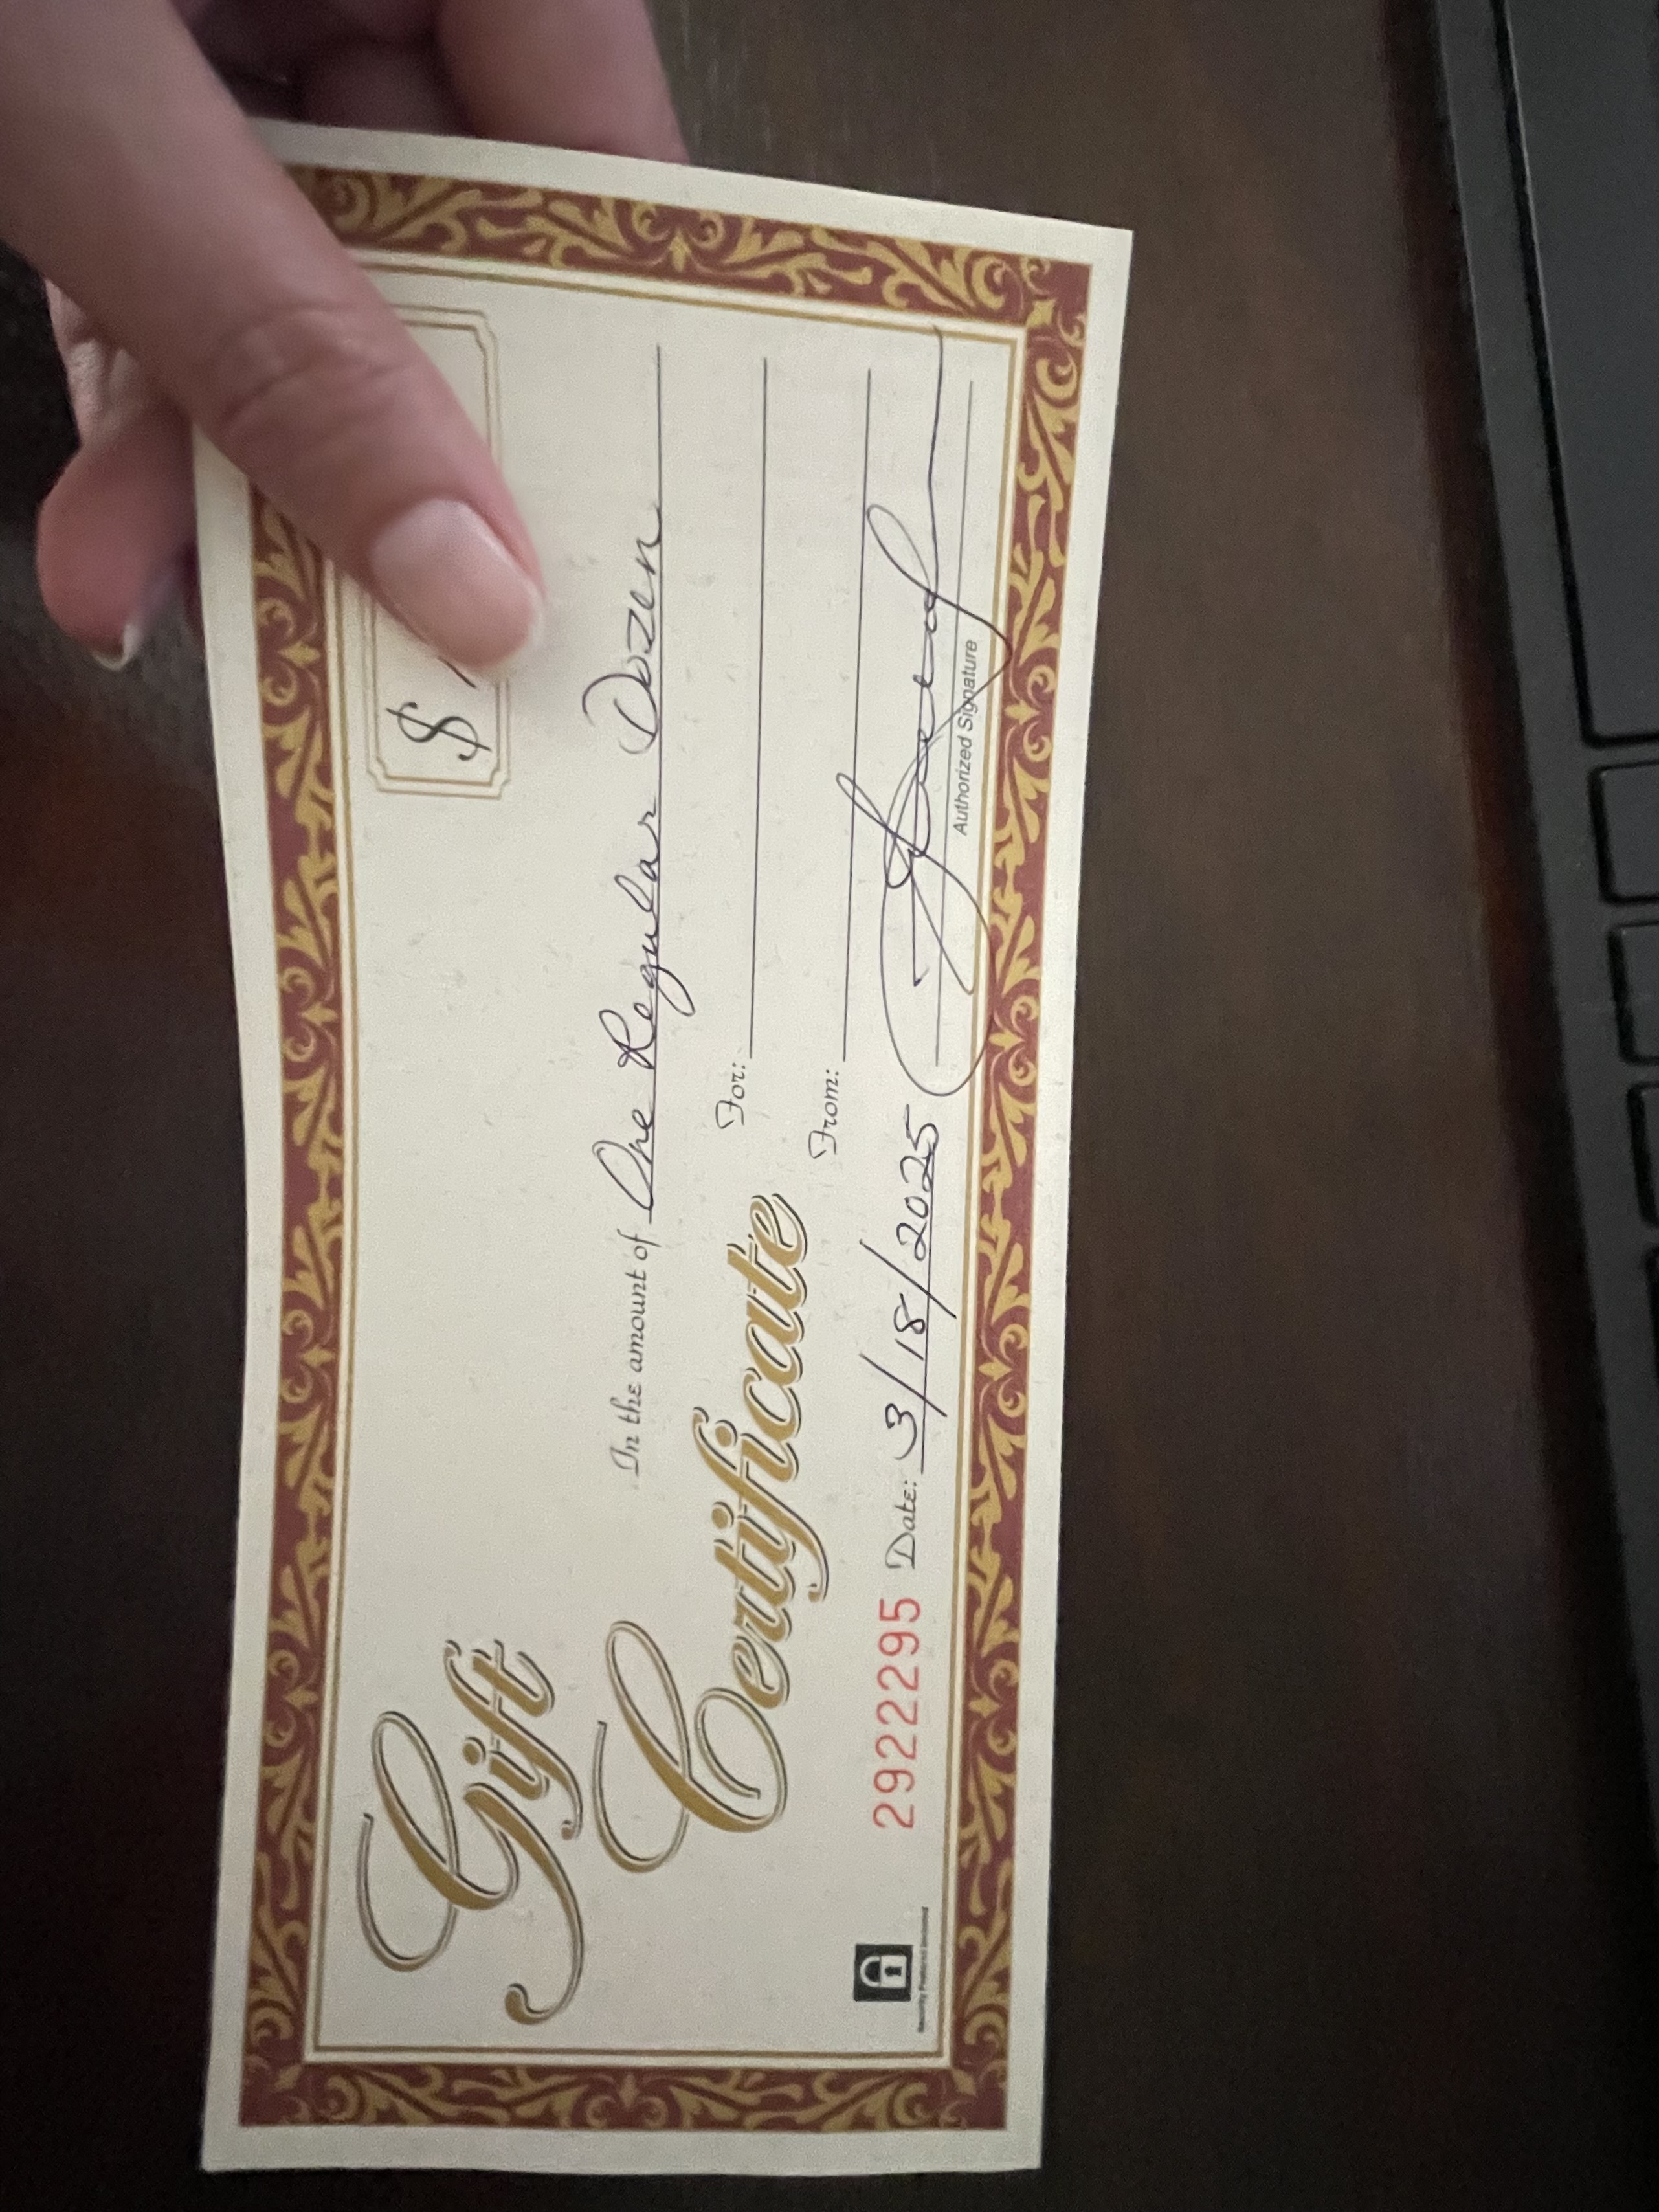 Gift
Certificate
$
In the amount of One Regular Dozen
For:
From:
2922295 Date: 3/18/2025
Authorized Signature